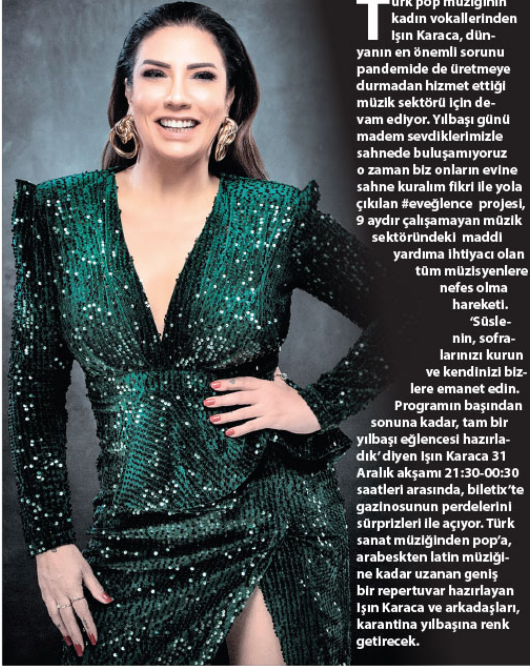 Türk pop müziğinin
kadın vokallerinden
Işın Karaca, dün-
yanın en önemli sorunu
pandemide de üretmeye
durmadan hizmet ettiği
müzik sektörü için de-
vam ediyor. Yılbaşı günü
madem sevdiklerimizle
sahnede buluşamıyoruz
o zaman biz onların evine
sahne kuralım fikri ile yola
çıkılan #eveğlence projesi,
9 aydır çalışamayan müzik
sektöründeki maddi
yardıma ihtiyacı olan
tüm müzisyenlere
nefes olma
hareketi.
‘Süsle-
nin, sofra-
larınızı kurun
ve kendinizi biz-
lere emanet edin.
Programın başından
sonuna kadar, tam bir
yılbaşı eğlencesi hazırla-
dık’ diyen Işın Karaca 31
Aralık akşamı 21:30-00:30
saatleri arasında, biletix’te
gazinosunun perdelerini
sürprizleri ile açıyor. Türk
sanat müziğinden pop’a,
arabeskten latin müziği-
ne kadar uzanan geniş
bir repertuvar hazırlayan
Işın Karaca ve arkadaşları,
karantina yılbaşına renk
getirecek.